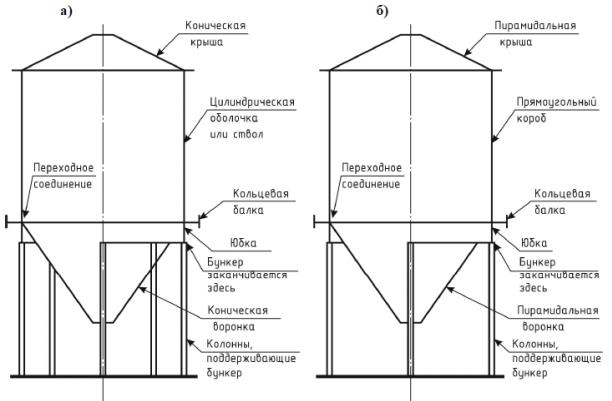 а)
Коническая
крыша
Цилиндрическая
оболочка
или ствол
Переходное
соединение
Кольцевая
балка
Юбка
Бункер
заканчивается
здесь
Коническая
воронка
Колонны,
поддерживающие
бункер
б)
Пирамидальная
крыша
Прямоугольный
короб
Переходное
соединение
Кольцевая
балка
Юбка
Бункер
заканчивается
здесь
Пирамидальная
воронка
Колонны,
поддерживающие
бункер